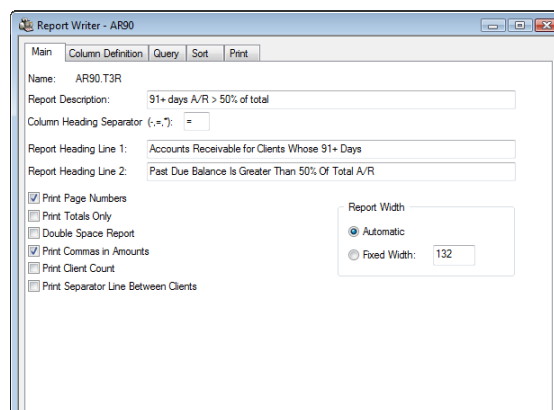 Report Writer - AR90
Main Column Definition Query Sort Print
Name: AR90.T3R
Report Description: 91+ days A/R > 50% of total
Column Heading Separator (-,=,*): =
Report Heading Line 1: Accounts Receivable for Clients Whose 91+ Days
Report Heading Line 2: Past Due Balance Is Greater Than 50% Of Total A/R
Print Page Numbers
Print Totals Only
Double Space Report
Print Commas in Amounts
Print Client Count
Print Separator Line Between Clients
Report Width
Automatic
Fixed Width: 132